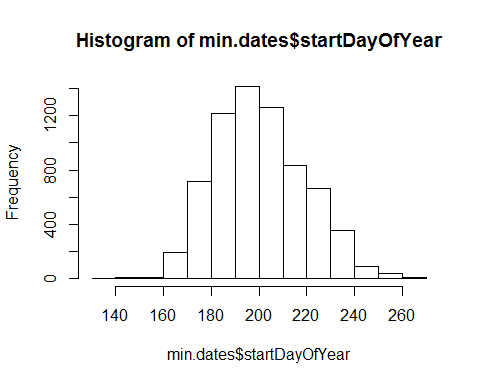 Histogram of min.dates$startDayOfYear
Frequency
1200
800
400
0
140 160 180 200 220 240 260
min.dates$startDayOfYear